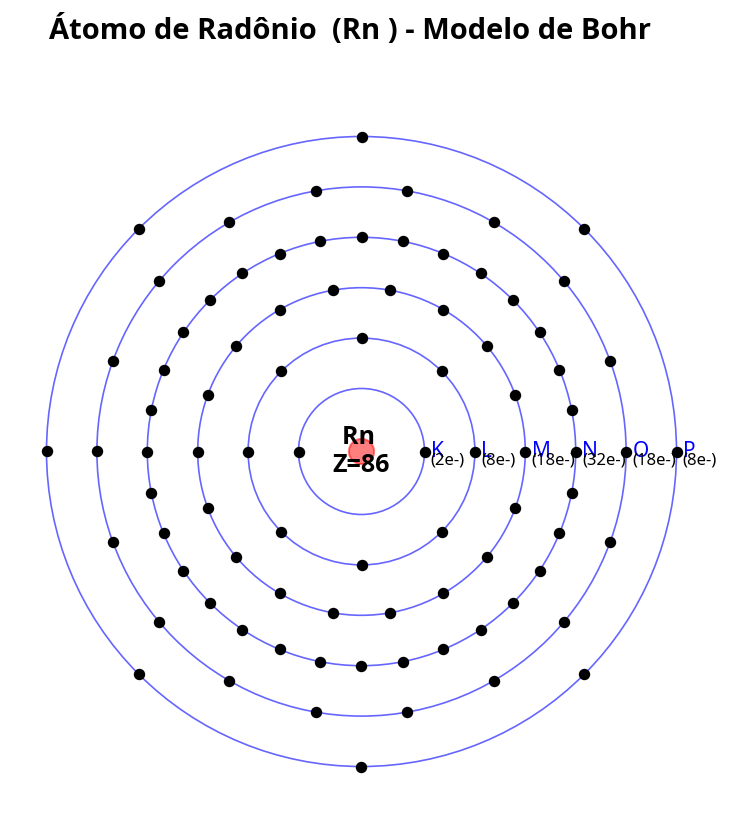 Átomo de Radônio  (Rn ) - Modelo de Bohr
Rn
Z=86
K L M N O P
(2e-) (8e-) (18e-) (32e-) (18e-) (8e-)